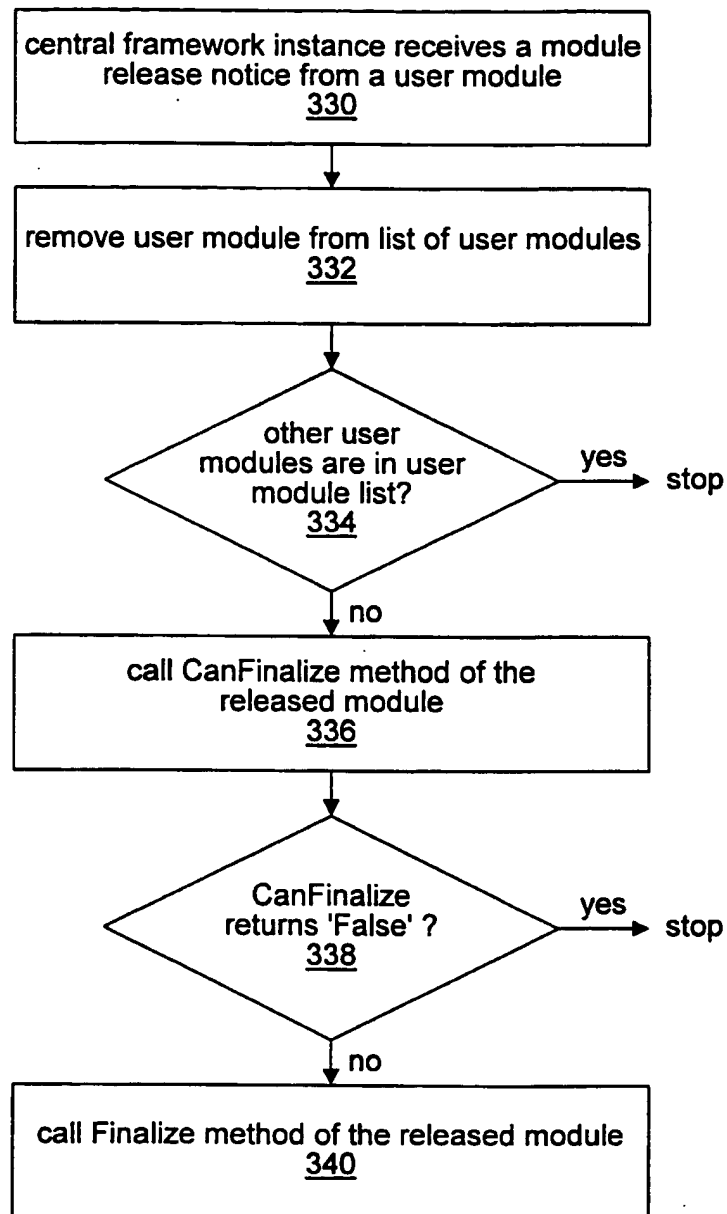 central framework instance receives a module
release notice from a user module
330
remove user module from list of user modules
332
other user
modules are in user
module list?
334
yes
stop
no
call CanFinalize method of the
released module
336
CanFinalize
returns 'False' ?
338
yes
stop
no
call Finalize method of the released module
340